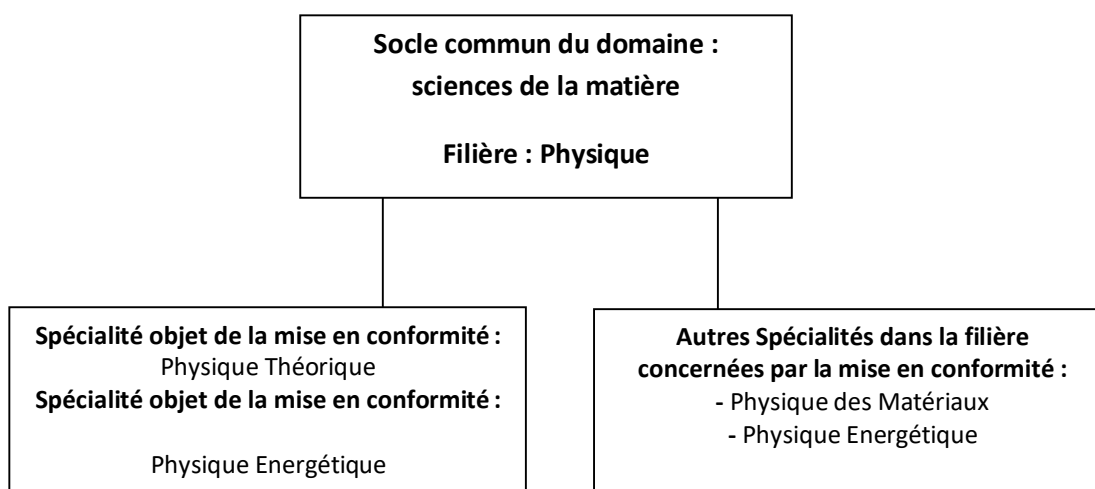 Socle commun du domaine :
sciences de la matière
Filière : Physique
Spécialité objet de la mise en conformité :
Physique Théorique
Spécialité objet de la mise en conformité :
Physique Energétique
Autres Spécialités dans la filière
concernées par la mise en conformité :
- Physique des Matériaux
- Physique Energétique